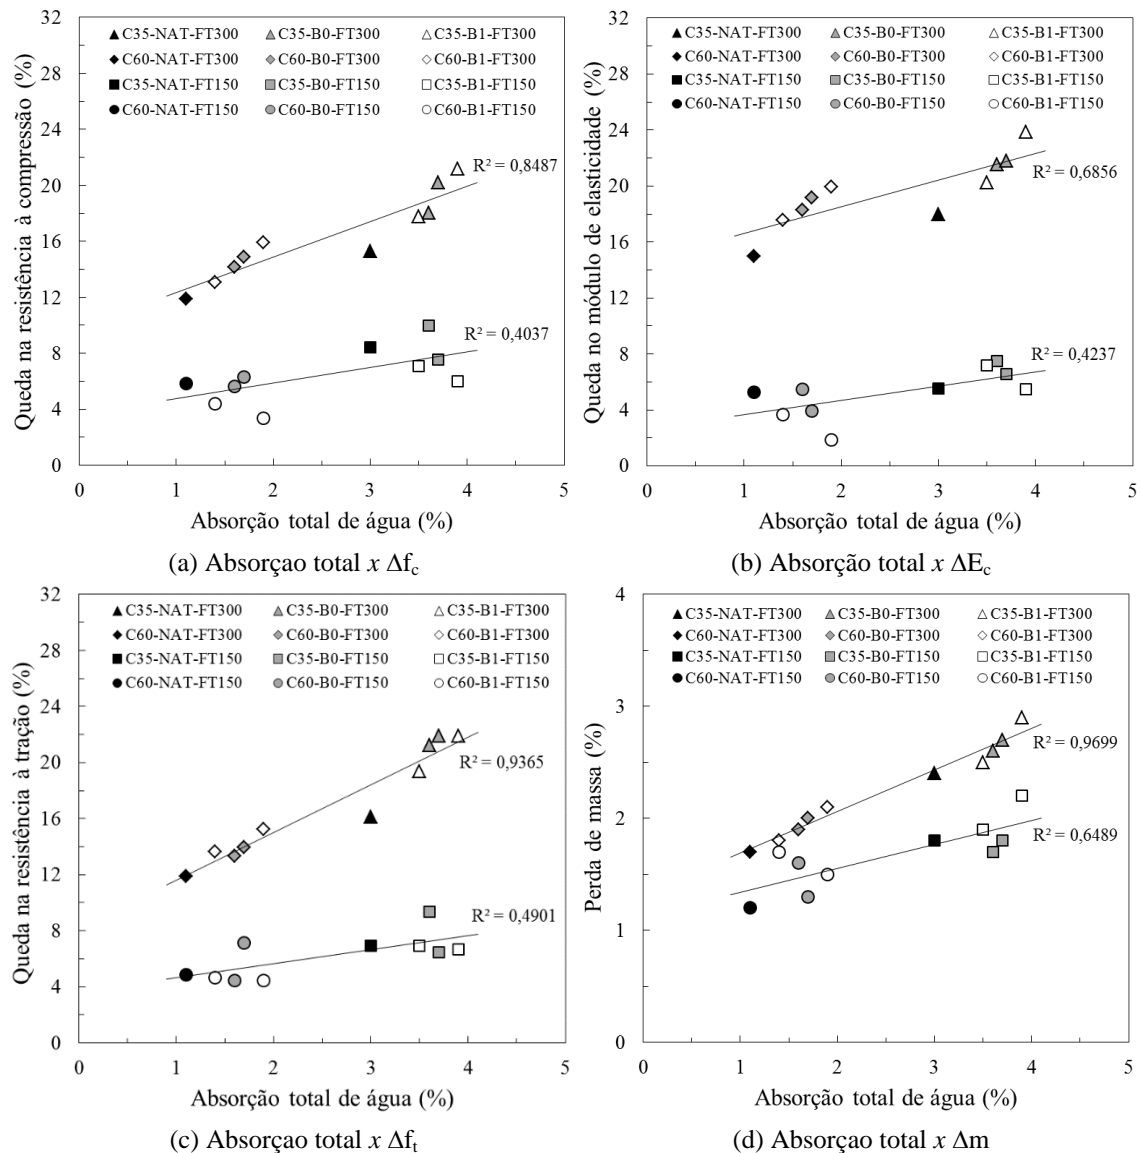 32
28
24
20
16
12
8
4
0
Queda na resistência à compressão (%)
C35-NAT-FT300 C35-B0-FT300 C35-B1-FT300
C60-NAT-FT300 C60-B0-FT300 C60-B1-FT300
C35-NAT-FT150 C35-B0-FT150 C35-B1-FT150
C60-NAT-FT150 C60-B0-FT150 C60-B1-FT150
R² = 0,8487
R² = 0,4037
1 2 3 4 5
Absorção total de água (%)
(a) Absorçao total x Δfc
32
28
24
20
16
12
8
4
0
Queda no módulo de elasticidade (%)
C35-NAT-FT300 C35-B0-FT300 C35-B1-FT300
C60-NAT-FT300 C60-B0-FT300 C60-B1-FT300
C35-NAT-FT150 C35-B0-FT150 C35-B1-FT150
C60-NAT-FT150 C60-B0-FT150 C60-B1-FT150
R² = 0,6856
R² = 0,4237
0 1 2 3 4 5
Absorção total de água (%)
(b) Absorção total x ΔEc
32
28
24
20
16
12
8
4
0
Queda na resistência à tração (%)
C35-NAT-FT300 C35-B0-FT300 C35-B1-FT300
C60-NAT-FT300 C60-B0-FT300 C60-B1-FT300
C35-NAT-FT150 C35-B0-FT150 C35-B1-FT150
C60-NAT-FT150 C60-B0-FT150 C60-B1-FT150
R² = 0,9365
R² = 0,4901
0 1 2 3 4 5
Absorção total de água (%)
(c) Absorçao total x Δft
4
3
2
1
0
Perda de massa (%)
C35-NAT-FT300 C35-B0-FT300 C35-B1-FT300
C60-NAT-FT300 C60-B0-FT300 C60-B1-FT300
C35-NAT-FT150 C35-B0-FT150 C35-B1-FT150
C60-NAT-FT150 C60-B0-FT150 C60-B1-FT150
R² = 0,9699
R² = 0,6489
0 1 2 3 4 5
Absorção total de água (%)
(d) Absorçao total x Δm